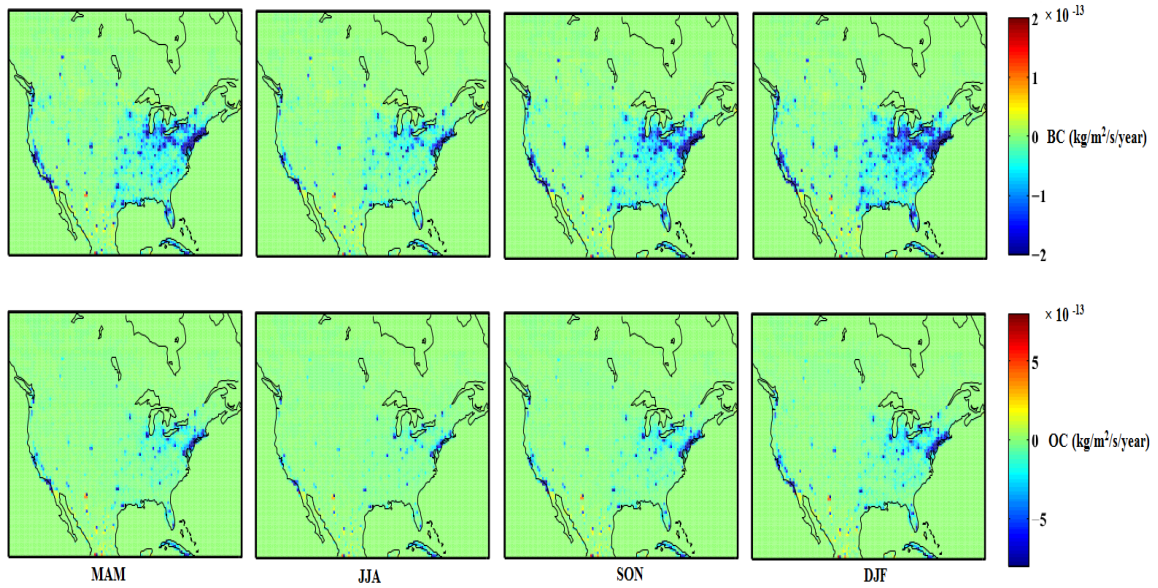 2 × 10⁻¹³
1
0 BC (kg/m²/s/year)
−1
−2
× 10⁻¹³
5
0 OC (kg/m²/s/year)
−5
MAM JJA SON DJF